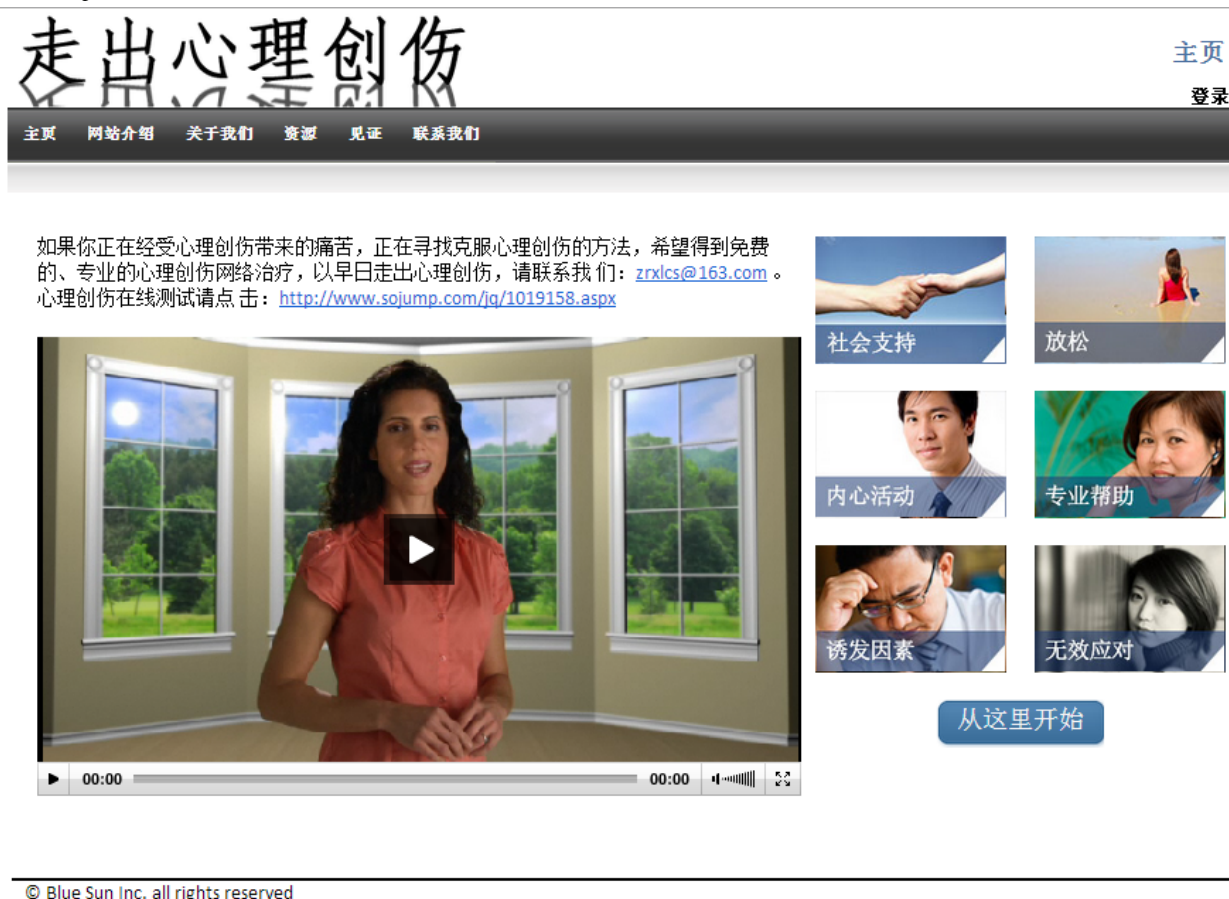 走出心理创伤
主页
登录
主页 网站介绍 关于我们 资源 见证 联系我们
如果你正在经受心理创伤带来的痛苦，正在寻找克服心理创伤的方法，希望得到免费
的、专业的心理创伤网络治疗，以早日走出心理创伤，请联系我 们：zrxlcs@163.com 。
心理创伤在线测试请点 击：http://www.sojump.com/jq/1019158.aspx
社会支持
放松
内心活动
专业帮助
诱发因素
无效应对
从这里开始
00:00 00:00
© Blue Sun Inc. all rights reserved